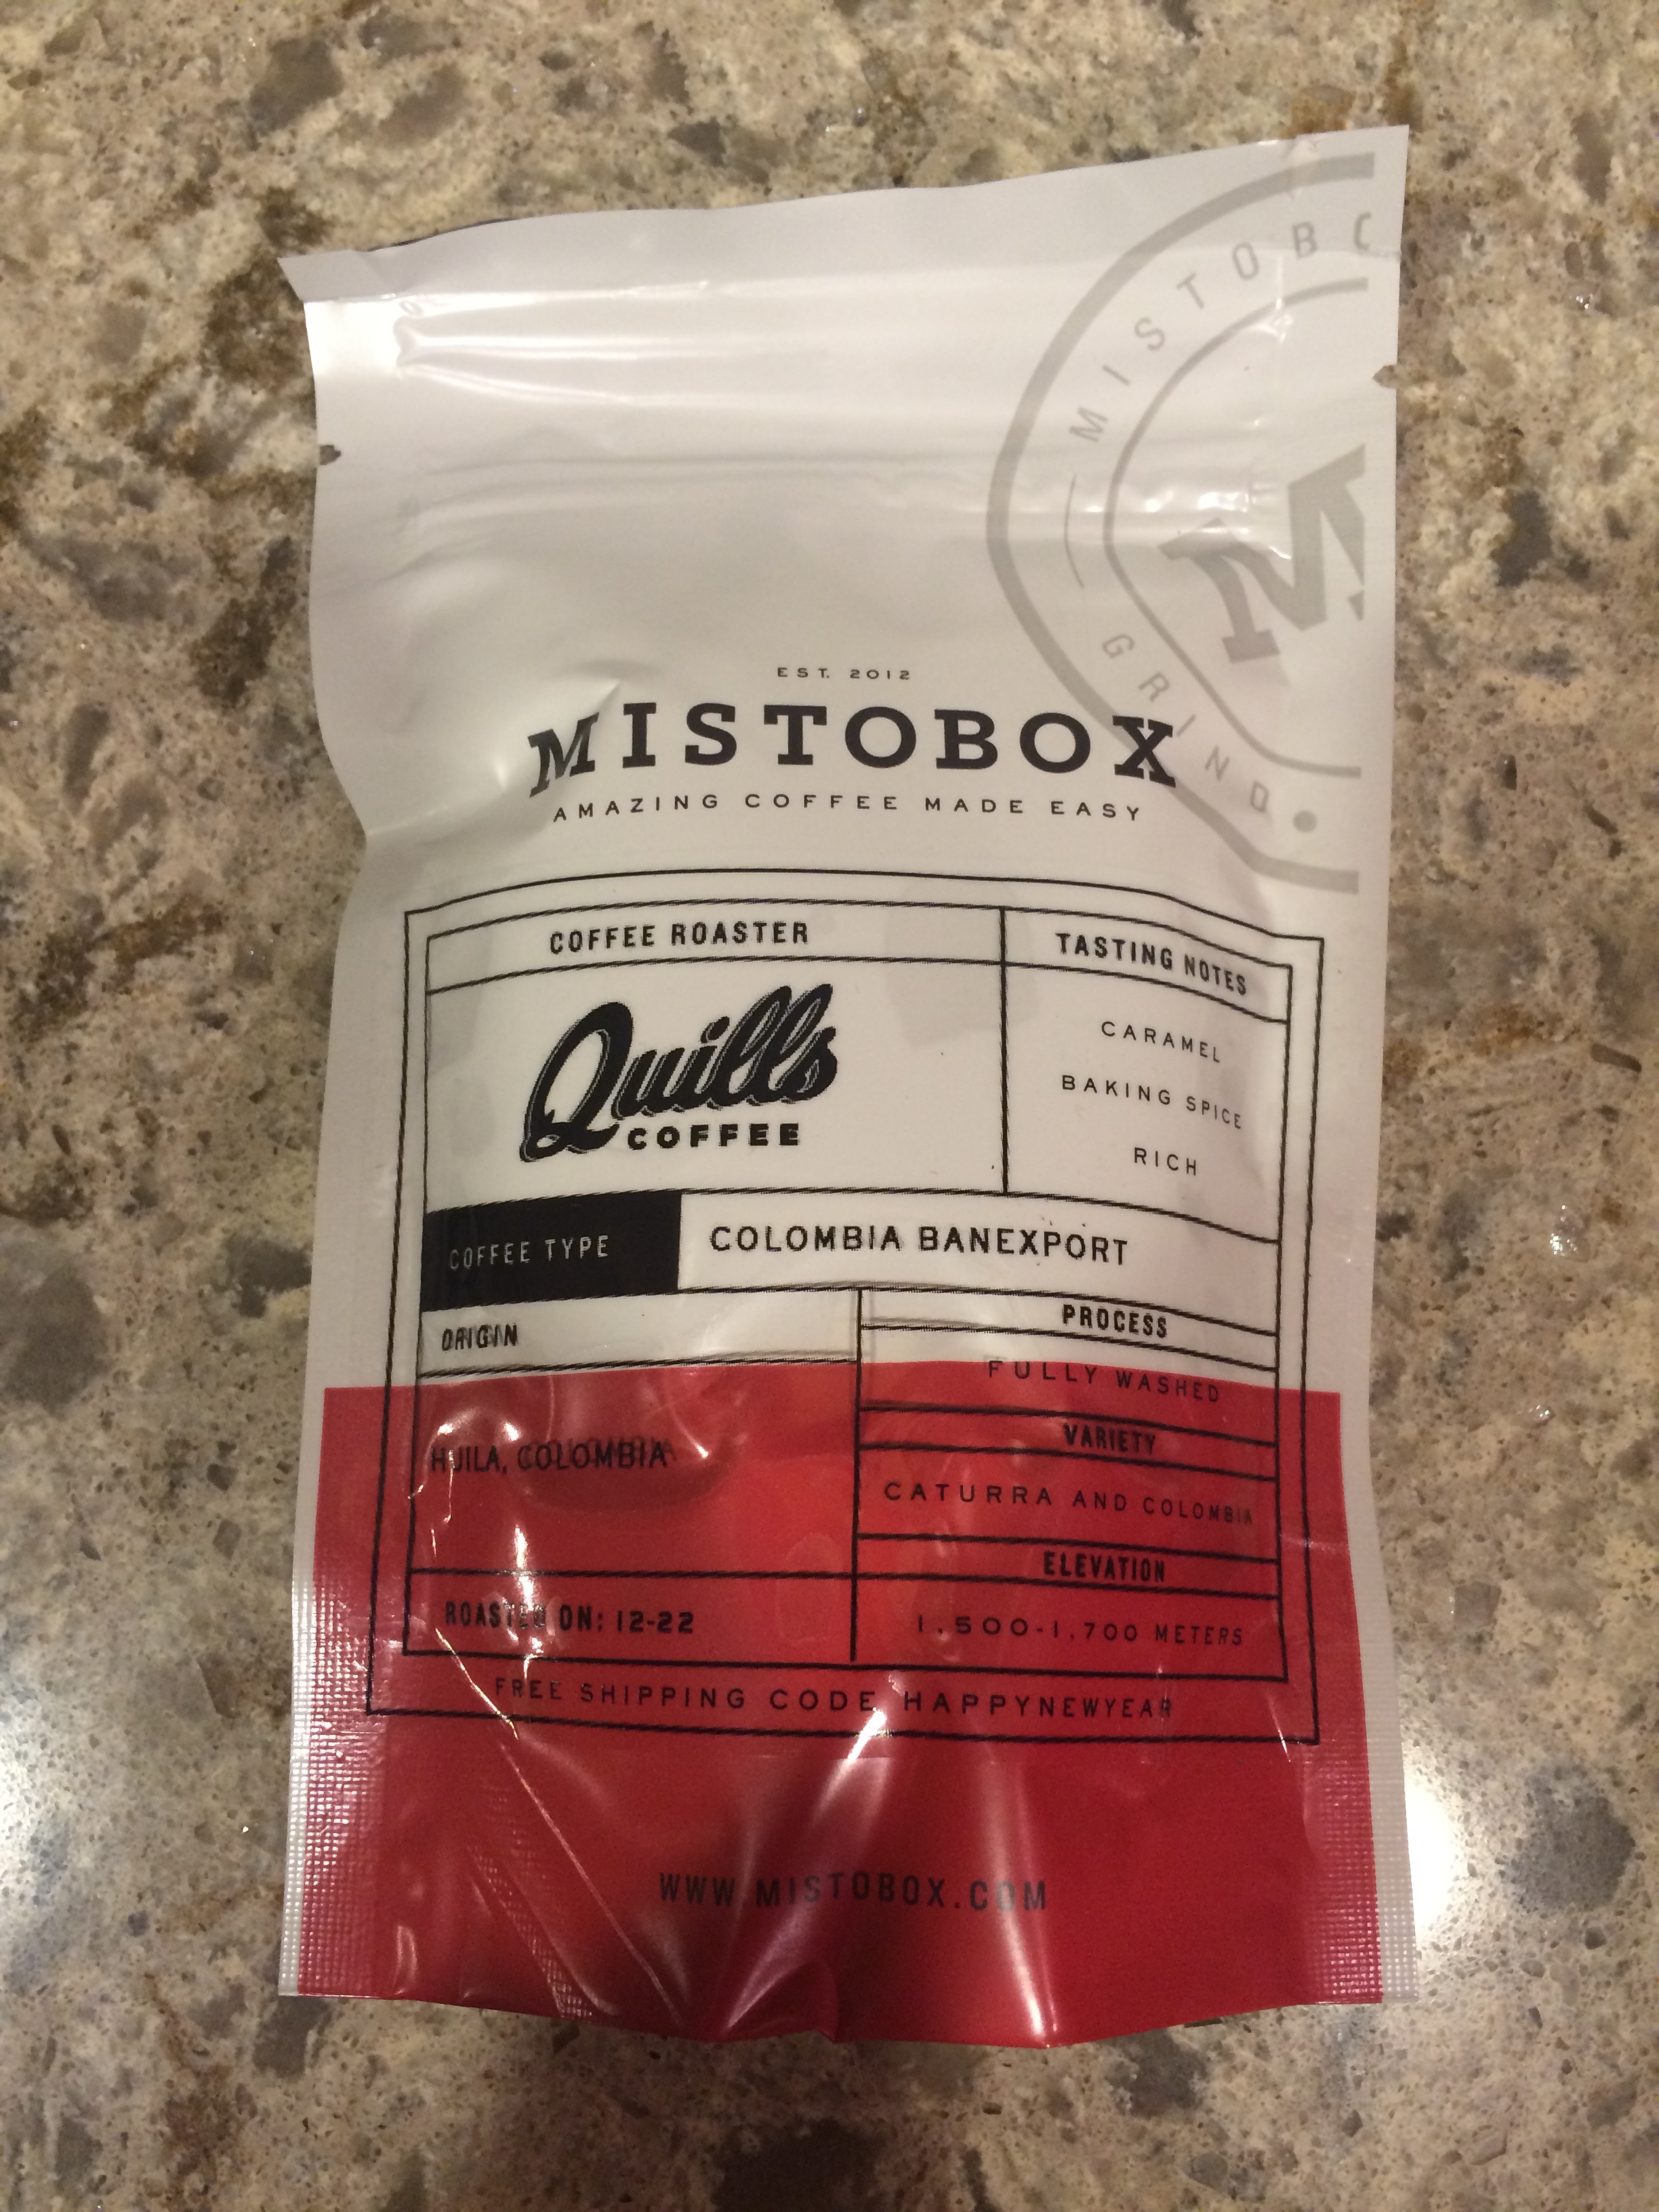 MISTOBO
M
GRIND
EST. 2012
MISTOBOX
AMAZING COFFEE MADE EASY
COFFEE ROASTER
Quills
COFFEE
TASTING NOTES
CARAMEL
BAKING SPICE
RICH
COFFEE TYPE
COLOMBIA BANEXPORT
ORIGIN
HUILA, COLOMBIA
ROASTED ON: 12-22
PROCESS
FULLY WASHED
VARIETY
CATURRA AND COLOMBIA
ELEVATION
1,500-1,700 METERS
FREE SHIPPING CODE HAPPYNEWYEAR
WWW.MISTOBOX.COM